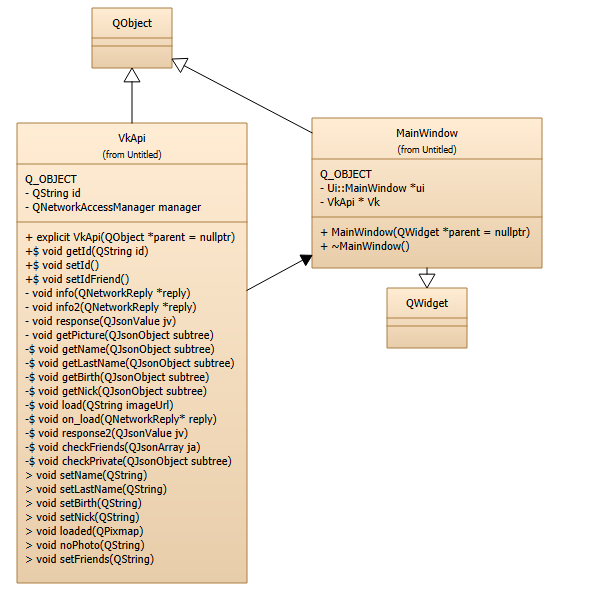 QObject
VkApi
(from Untitled)
Q_OBJECT
- QString id
- QNetworkAccessManager manager
+ explicit VkApi(QObject *parent = nullptr)
+$ void getId(QString id)
+$ void setId()
+$ void setIdFriend()
- void info(QNetworkReply *reply)
- void info2(QNetworkReply *reply)
- void response(QJsonValue jv)
- void getPicture(QJsonObject subtree)
-$ void getName(QJsonObject subtree)
-$ void getLastName(QJsonObject subtree)
-$ void getBirth(QJsonObject subtree)
-$ void getNick(QJsonObject subtree)
-$ void load(QString imageUrl)
-$ void on_load(QNetworkReply* reply)
-$ void response2(QJsonValue jv)
-$ void checkFriends(QJsonArray ja)
-$ void checkPrivate(QJsonObject subtree)
> void setName(QString)
> void setLastName(QString)
> void setBirth(QString)
> void setNick(QString)
> void loaded(QPixmap)
> void noPhoto(QString)
> void setFriends(QString)
MainWindow
(from Untitled)
Q_OBJECT
- Ui::MainWindow *ui
- VkApi * Vk
+ MainWindow(QWidget *parent = nullptr)
+ ~MainWindow()
QWidget